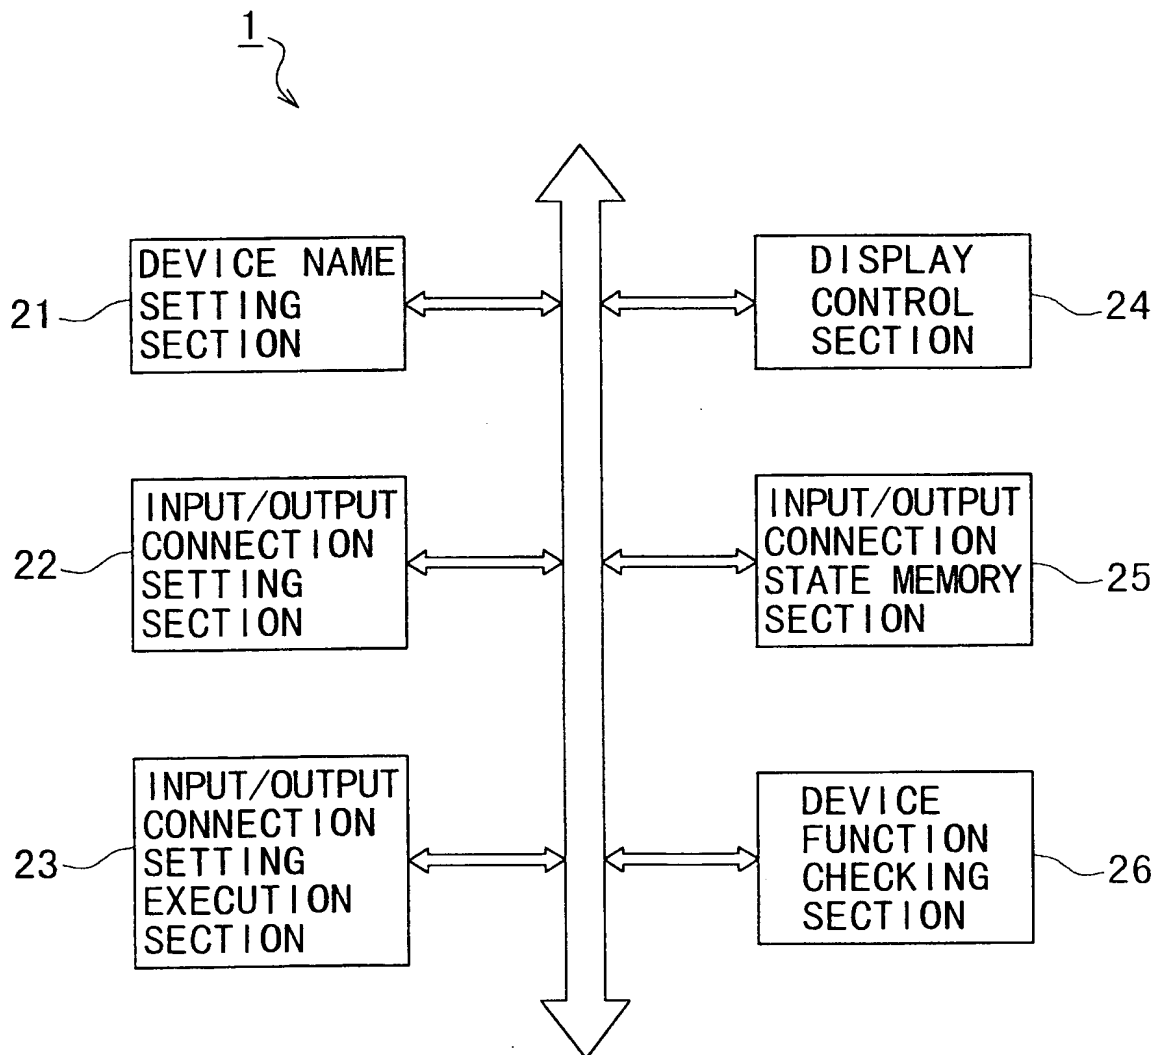 1
DEVICE NAME
SETTING
SECTION
21
DISPLAY
CONTROL
SECTION
24
INPUT/OUTPUT
CONNECTION
SETTING
SECTION
22
INPUT/OUTPUT
CONNECTION
STATE MEMORY
SECTION
25
INPUT/OUTPUT
CONNECTION
SETTING
EXECUTION
SECTION
23
DEVICE
FUNCTION
CHECKING
SECTION
26